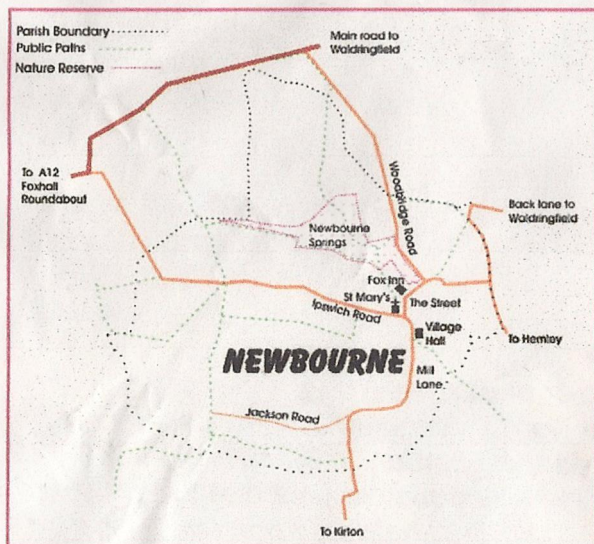 Parish Boundary
Public Paths
Nature Reserve
Main road to
Waldringfield
To A12
Foxhall
Roundabout
Woodbridge Road
Back lane to
Waldringfield
Newbourne
Springs
Fox Inn
St Mary's
The Street
Ipswich Road
Village
Hall
To Hemley
NEWBOURNE
Mill
Lane
Jackson Road
To Kirton